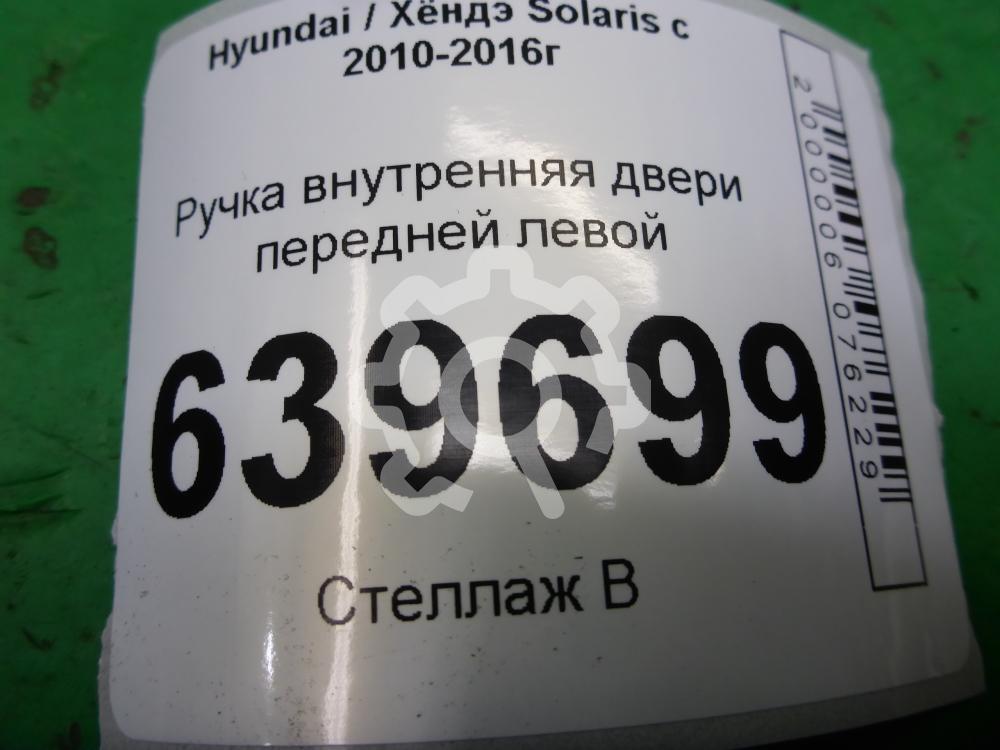 Hyundai / Хёндэ Solaris с
2010-2016г
Ручка внутренняя двери
передней левой
639699
Стеллаж В
2000006076229